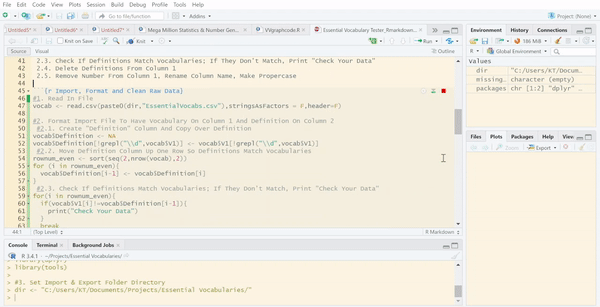 File Edit Code View Plots Session Build Debug Profile Tools Help
Go to file/function
Addins
Project: (None)
Untitled5*
Untitled6*
Untitled7*
Mega Million Statistics & Number Gen...
PVgraphcode.R
Essential Vocabulary Tester_Rmarkdown...
Knit on Save
Knit
Run
Source Visual
Outline
41 2.3. Check If Definitions Match Vocabularies; If They Don't Match, Print "Check Your Data"
42 2.4. Delete Definitions From Column 1
43 2.5. Remove Number From Column 1, Rename Column Name, Make Propercase
44
45 {r Import, Format and Clean Raw Data}
46 #1. Read In File
47 vocab <- read.csv(paste0(dir,"EssentialVocabs.csv"),stringsAsFactors = F,header=F)
48
49 #2. Format Import File To Have Vocabulary On Column 1 And Definition On Column 2
50 #2.1. Create "Definition" Column And Copy Over Definition
51 vocab$Definition <- NA
52 vocab$Definition[!grepl("\\d",vocab$V1)] <- vocab$V1[!grepl("\\d",vocab$V1)]
53 #2.2. Move Definition Column Up One Row So Definitions Match Vocabularies
54 rownum_even <- sort(seq(2,nrow(vocab),2))
55 for (i in rownum_even){
56 vocab$Definition[i-1] <- vocab$Definition[i]
57 }
58 #2.3. Check If Definitions Match Vocabularies; If They Don't Match, Print "Check Your Data"
59 for(i in rownum_even){
60 if(vocab$V1[i]!=vocab$Definition[i-1]){
61 print("Check Your Data")
62 }
63 break
44:1 (Top Level)
R Markdown
Console Terminal Background Jobs
R 3.4.1 · ~/Projects/Essential Vocabularies/
> library(tools)
>
> #3. Set Import & Export Folder Directory
> dir <- "C:/Users/KT/Documents/Projects/Essential Vocabularies/"
>
Environment
186 MiB
R Global Environment
Values
dir "C:/Users/KT/Docum...
missing... character (empty)
packages chr [1:2] "dplyr" ...
Files Plots Packages
Zoom Export